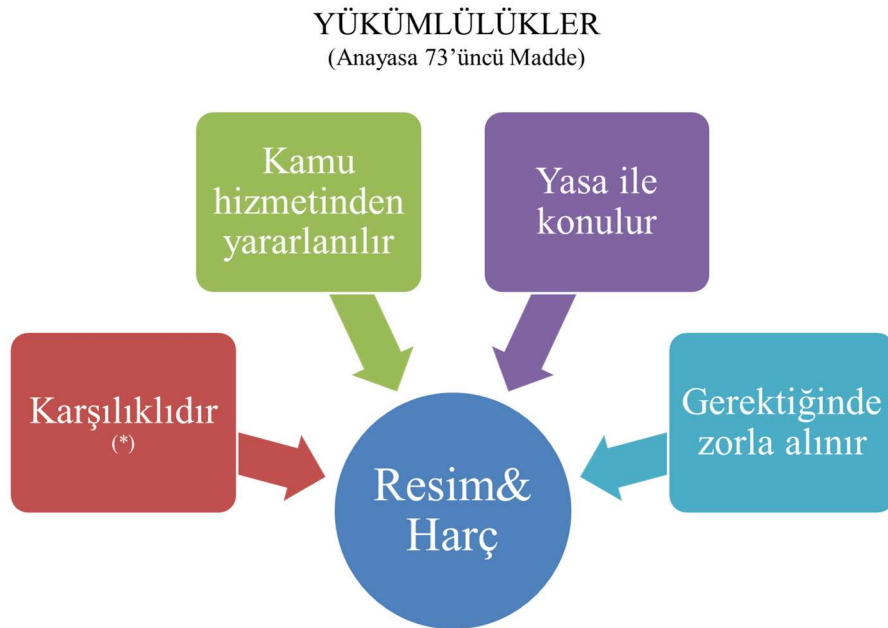 YÜKÜMLÜLÜKLER
(Anayasa 73’üncü Madde)
Kamu
hizmetinden
yararlanılır
Yasa ile
konulur
Karşılıklıdır
(*)
Gerektiğinde
zorla alınır
Resim&
Harç